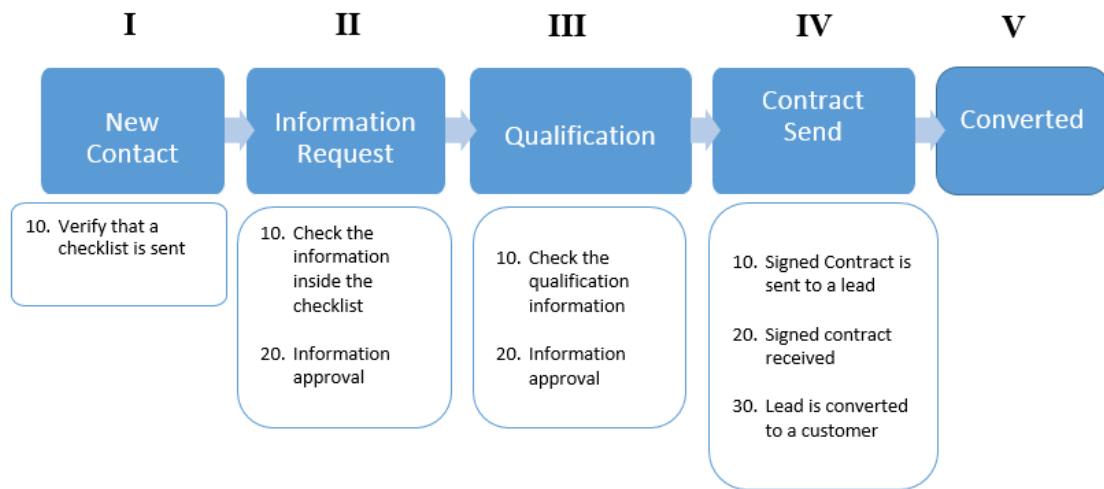 I
II
III
IV
V
New
Contact
Information
Request
Qualification
Contract
Send
Converted
10. Verify that a
checklist is sent
10. Check the
information
inside the
checklist
20. Information
approval
10. Check the
qualification
information
20. Information
approval
10. Signed Contract is
sent to a lead
20. Signed contract
received
30. Lead is converted
to a customer